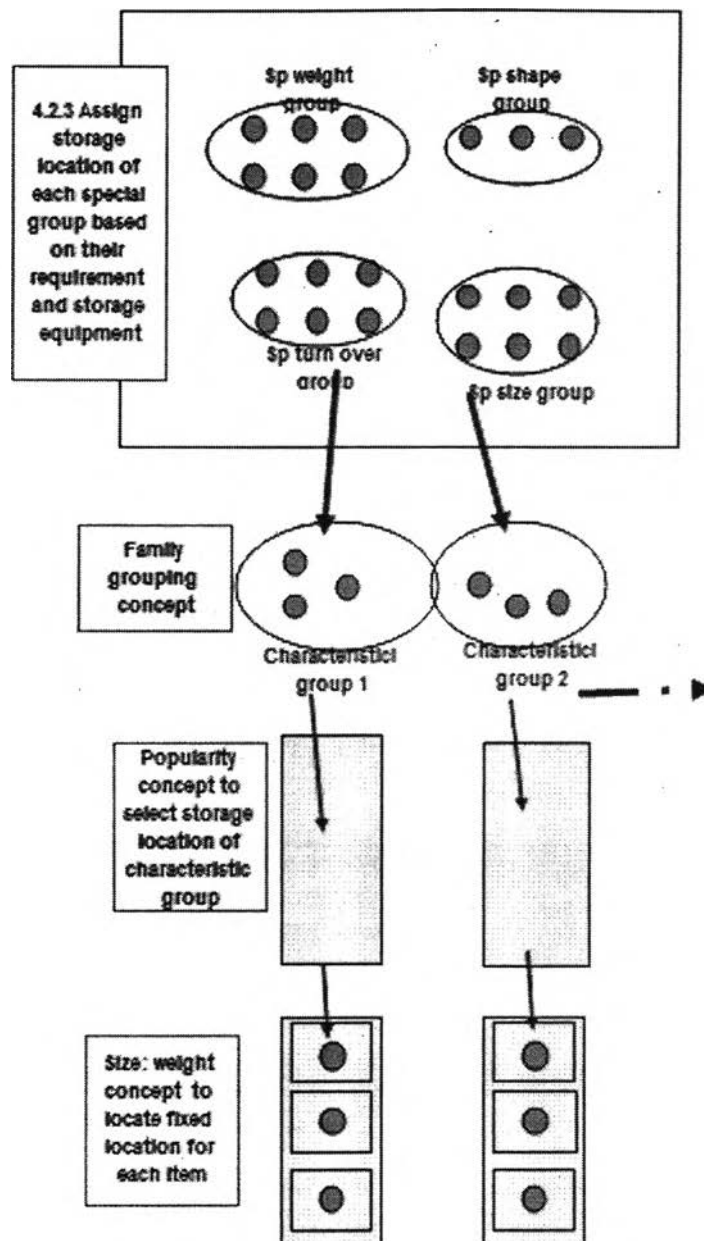 4.2.3 Assign
storage
location of
each special
group based
on their
requirement
and storage
equipment
Sp weight
group
Sp shape
group
Sp turn over
group
Sp size group
Family
grouping
concept
Characteristicl
group 1
Characteristicl
group 2
Popularity
concept to
select storage
location of
characteristic
group
Size: weight
concept to
locate fixed
location for
each item